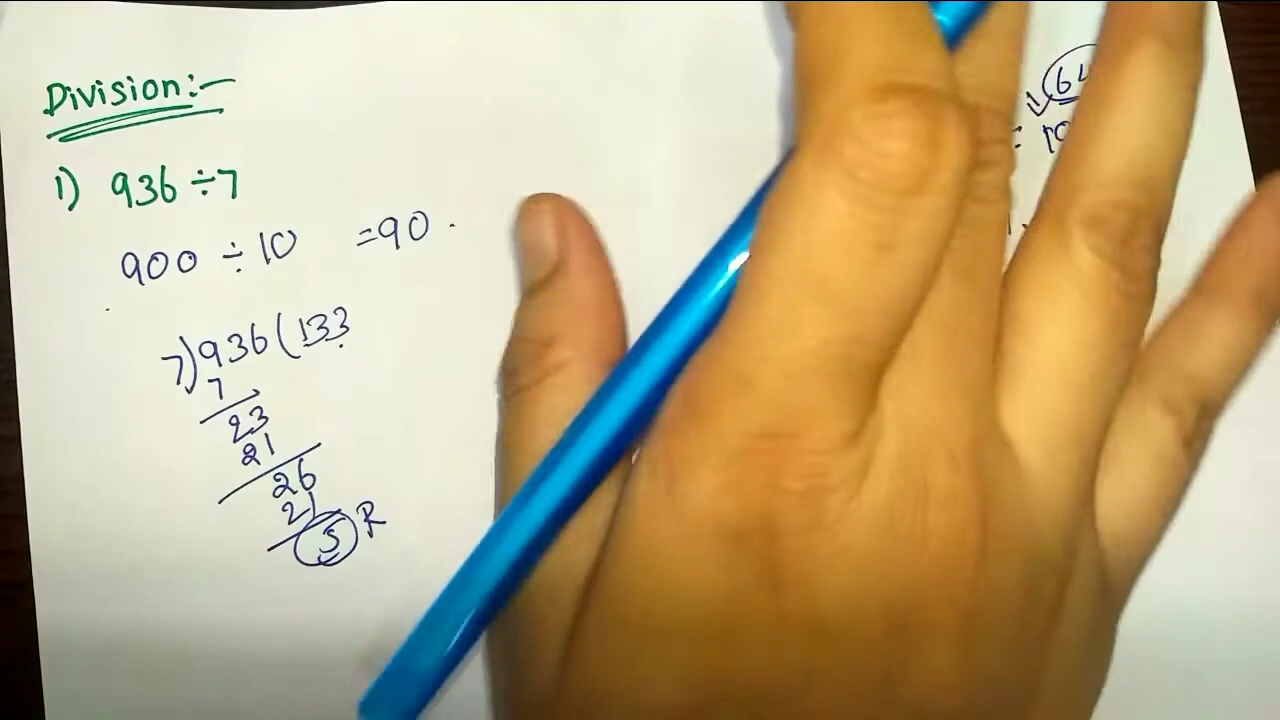 Division:-
1) 936 ÷ 7
900 ÷ 10 = 90.
7)936(133
7
23
21
26
21
5 R